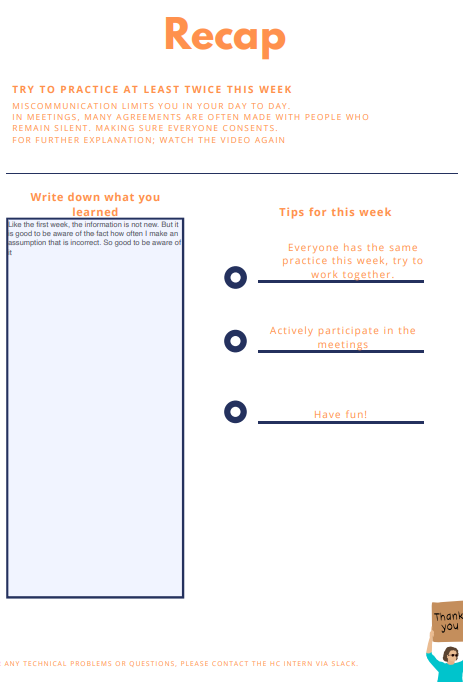 Recap
TRY TO PRACTICE AT LEAST TWICE THIS WEEK
MISCOMMUNICATION LIMITS YOU IN YOUR DAY TO DAY.
IN MEETINGS, MANY AGREEMENTS ARE OFTEN MADE WITH PEOPLE WHO
REMAIN SILENT. MAKING SURE EVERYONE CONSENTS.
FOR FURTHER EXPLANATION; WATCH THE VIDEO AGAIN
Write down what you
learned
Like the first week, the information is not new. But it
is good to be aware of the fact how often I make an
assumption that is incorrect. So good to be aware of
it
Tips for this week
Everyone has the same
practice this week, try to
work together.
Actively participate in the
meetings
Have fun!
Thank
you
ANY TECHNICAL PROBLEMS OR QUESTIONS, PLEASE CONTACT THE HC INTERN VIA SLACK.